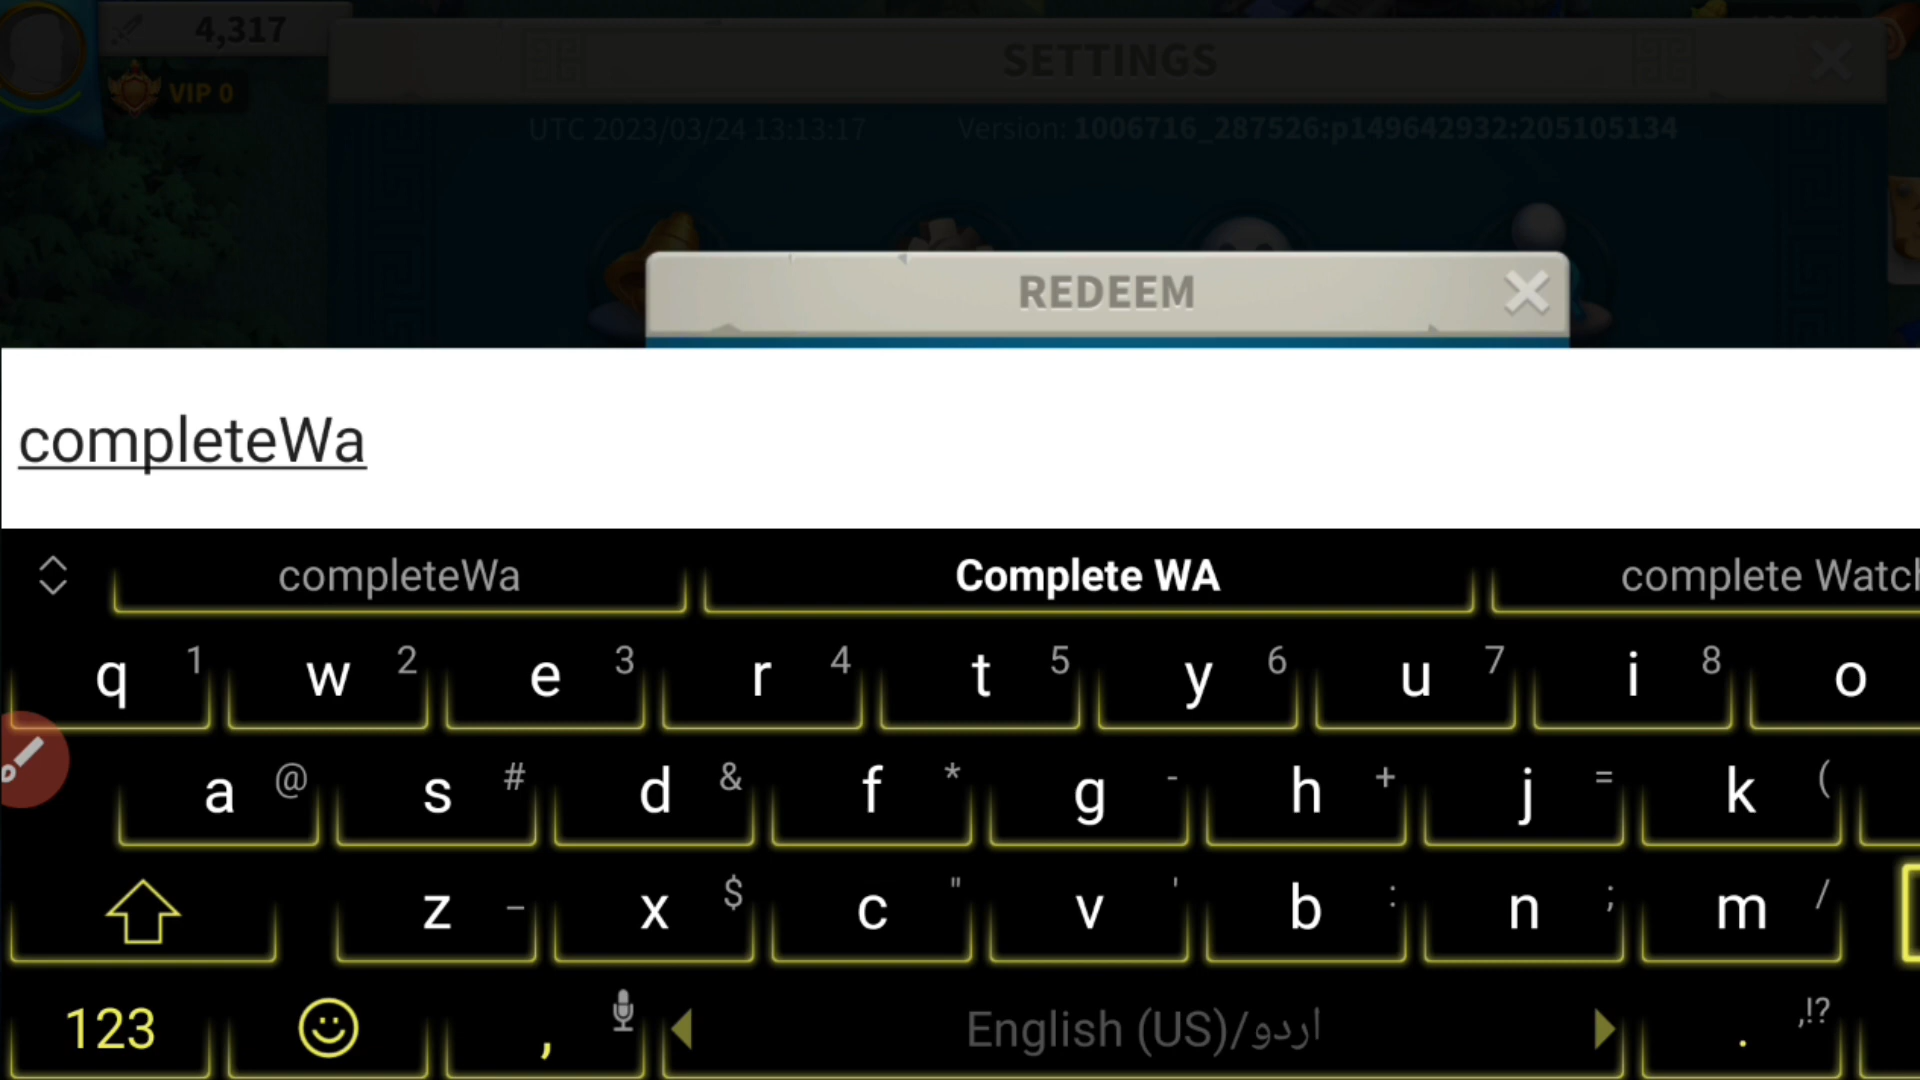 4,317
SETTINGS
VIP 0
UTC 2023/03/24 13:13:17 Version: 1006716_287526:p149642932:205105134
REDEEM
completeWa
completeWa Complete WA complete Watch
q 1 w 2 e 3 r 4 t 5 y 6 u 7 i 8 o
a @ s # d & f * g - h + j = k (
z _ x $ c " v ' b : n ; m /
123 , English (US)/اردو . ,!?